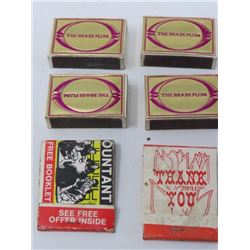 THE BRASS PLUM
THE BRASS PLUM
THE BRASS PLUM
THE BRASS PLUM
OUNTANT
FREE BOOKLET
SEE FREE
OFFER INSIDE
THANK
YOU